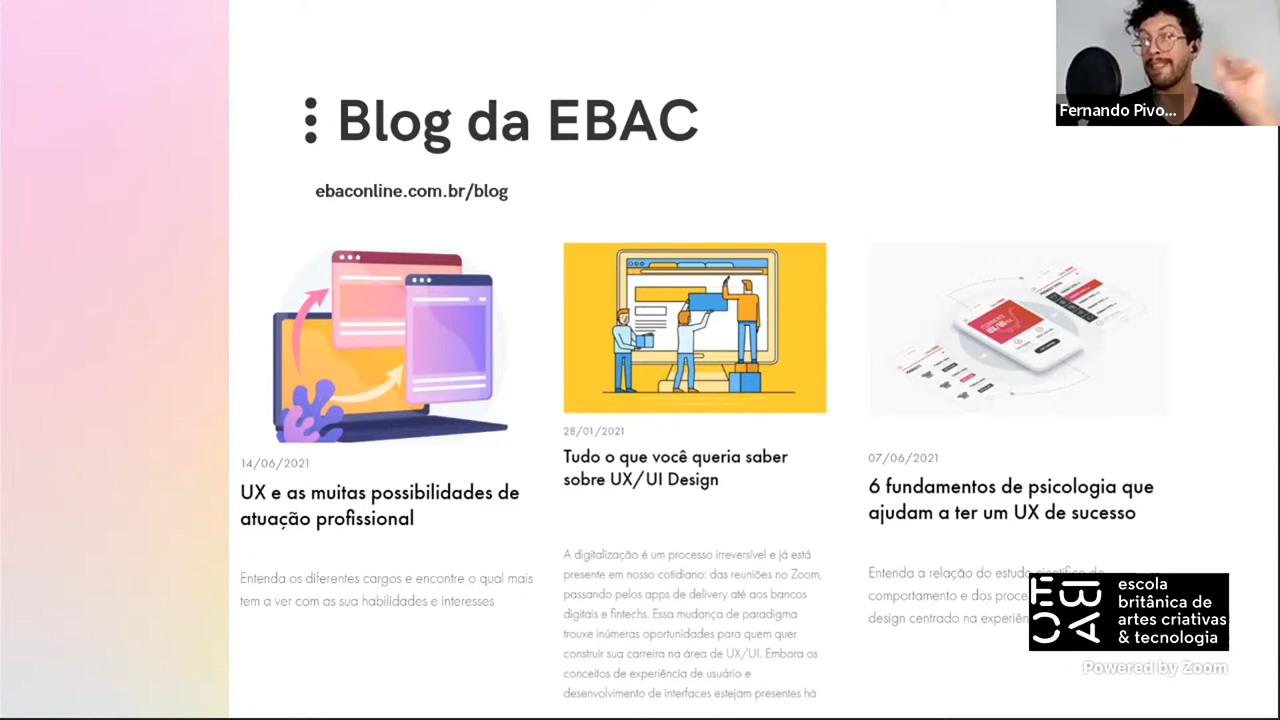 Blog da EBAC
ebaconline.com.br/blog
Fernando Pivo...
14/06/2021
UX e as muitas possibilidades de
atuação profissional
Entenda os diferentes cargos e encontre o qual mais
tem a ver com as sua habilidades e interesses
28/01/2021
Tudo o que você queria saber
sobre UX/UI Design
A digitalização é um processo irreversível e já está
presente em nosso cotidiano: das reuniões no Zoom,
passando pelos apps de delivery até aos bancos
digitais e fintechs. Essa mudança de paradigma
trouxe inúmeras oportunidades para quem quer
construir sua carreira na área de UX/UI. Embora os
conceitos de experiência de usuário e
desenvolvimento de interfaces estejam presentes há
07/06/2021
6 fundamentos de psicologia que
ajudam a ter um UX de sucesso
Entenda a relação do estudo científico do
comportamento e dos proce
design centrado na experiên
EBAC
escola
britânica de
artes criativas
& tecnologia
Powered by Zoom